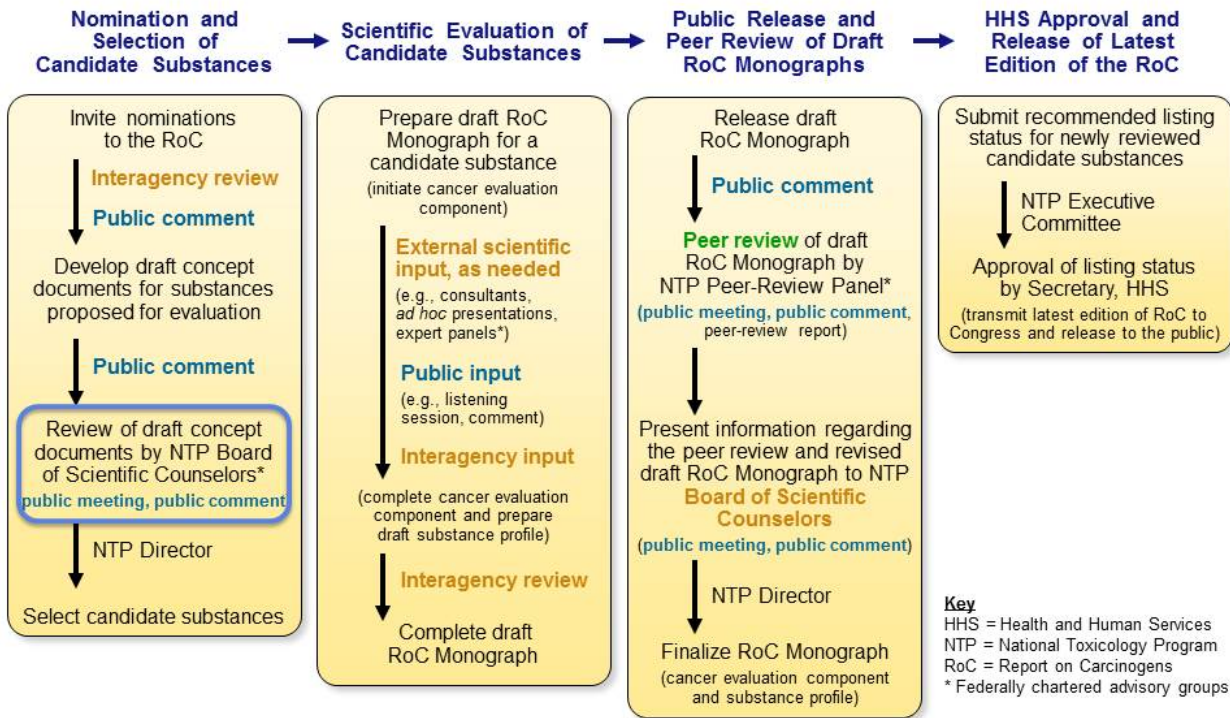 Nomination and
Selection of
Candidate Substances
Scientific Evaluation of
Candidate Substances
Public Release and
Peer Review of Draft
RoC Monographs
HHS Approval and
Release of Latest
Edition of the RoC
Invite nominations
to the RoC
Interagency review
Public comment
Develop draft concept
documents for substances
proposed for evaluation
Public comment
Review of draft concept
documents by NTP Board
of Scientific Counselors*
public meeting, public comment
NTP Director
Select candidate substances
Prepare draft RoC
Monograph for a
candidate substance
(initiate cancer evaluation
component)
External scientific
input, as needed
(e.g., consultants,
ad hoc presentations,
expert panels*)
Public input
(e.g., listening
session, comment)
Interagency input
(complete cancer evaluation
component and prepare
draft substance profile)
Interagency review
Complete draft
RoC Monograph
Release draft
RoC Monograph
Public comment
Peer review of draft
RoC Monograph by
NTP Peer-Review Panel*
(public meeting, public comment,
peer-review report)
Present information regarding
the peer review and revised
draft RoC Monograph to NTP
Board of Scientific
Counselors
(public meeting, public comment)
NTP Director
Finalize RoC Monograph
(cancer evaluation component
and substance profile)
Submit recommended listing
status for newly reviewed
candidate substances
NTP Executive
Committee
Approval of listing status
by Secretary, HHS
(transmit latest edition of RoC to
Congress and release to the public)
Key
HHS = Health and Human Services
NTP = National Toxicology Program
RoC = Report on Carcinogens
* Federally chartered advisory groups